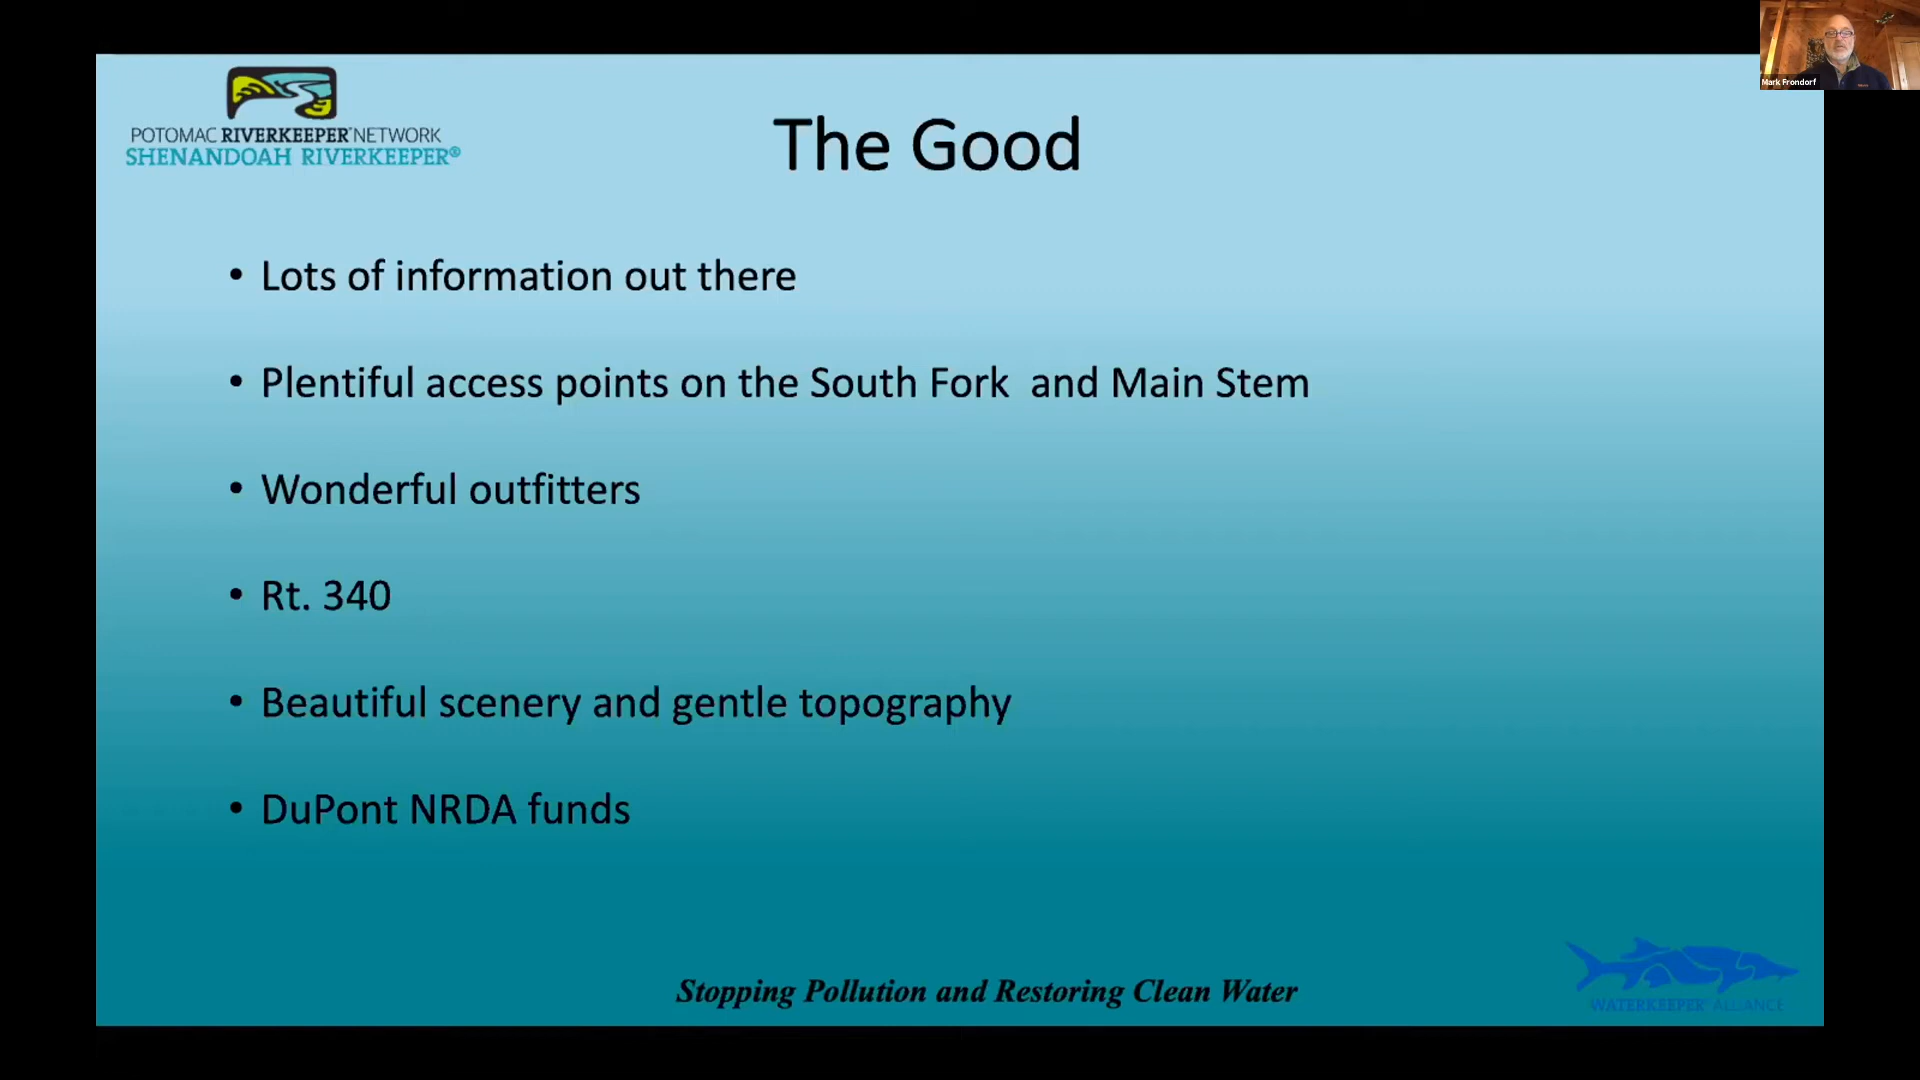 Mark Frondorf
POTOMAC RIVERKEEPER®NETWORK
SHENANDOAH RIVERKEEPER®
The Good
• Lots of information out there
• Plentiful access points on the South Fork  and Main Stem
• Wonderful outfitters
• Rt. 340
• Beautiful scenery and gentle topography
• DuPont NRDA funds
Stopping Pollution and Restoring Clean Water
WATERKEEPER® ALLIANCE